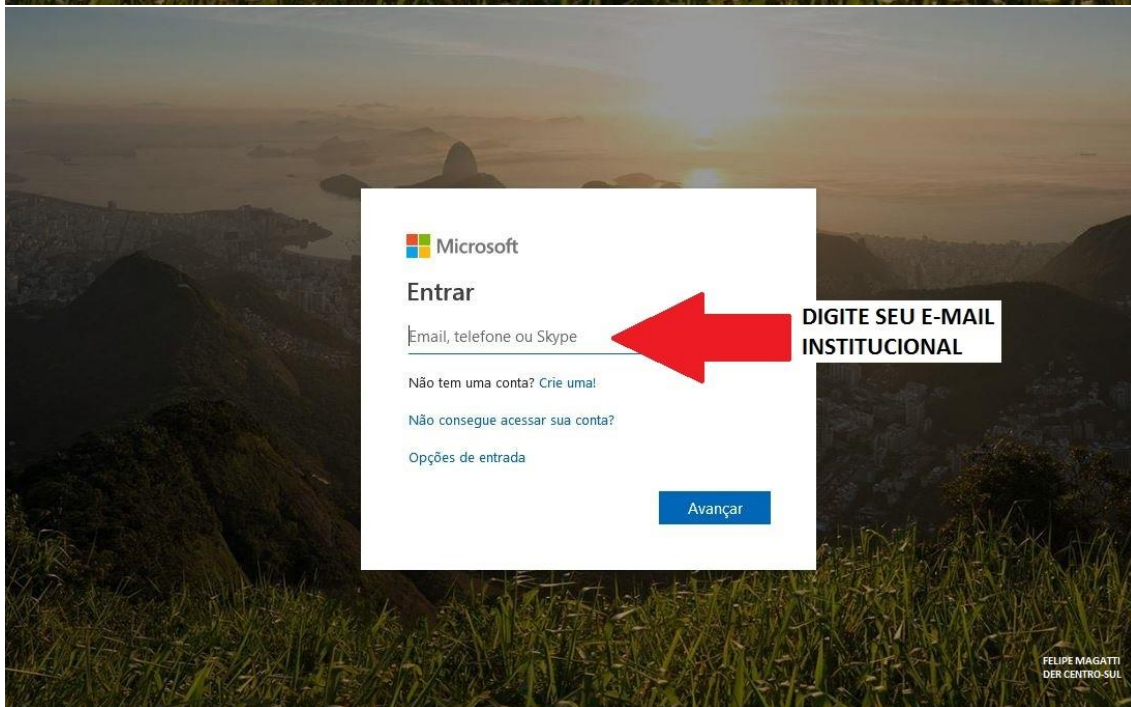 Microsoft
Entrar
Email, telefone ou Skype
DIGITE SEU E-MAIL
INSTITUCIONAL
Não tem uma conta? Crie uma!
Não consegue acessar sua conta?
Opções de entrada
Avançar
FELIPE MAGATTI
DER CENTRO-SUL